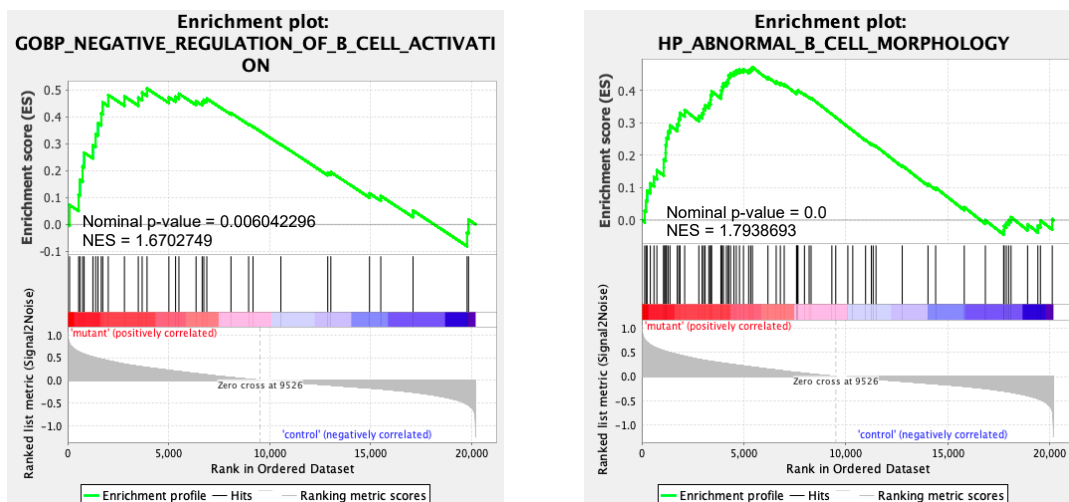 Enrichment plot:
GOBP_NEGATIVE_REGULATION_OF_B_CELL_ACTIVATI
ON
Enrichment score (ES)
0.5
0.4
0.3
0.2
0.1
0.0
-0.1
Nominal p-value = 0.006042296
NES = 1.6702749
Ranked list metric (Signal2Noise)
'mutant' (positively correlated)
1.0
0.5
0.0
-0.5
-1.0
Zero cross at 9526
'control' (negatively correlated)
0 5,000 10,000 15,000 20,000
Rank in Ordered Dataset
Enrichment profile Hits Ranking metric scores
Enrichment plot:
HP_ABNORMAL_B_CELL_MORPHOLOGY
Enrichment score (ES)
0.4
0.3
0.2
0.1
0.0
Nominal p-value = 0.0
NES = 1.7938693
Ranked list metric (Signal2Noise)
'mutant' (positively correlated)
1.0
0.5
0.0
-0.5
-1.0
Zero cross at 9526
'control' (negatively correlated)
0 5,000 10,000 15,000 20,000
Rank in Ordered Dataset
Enrichment profile Hits Ranking metric scores